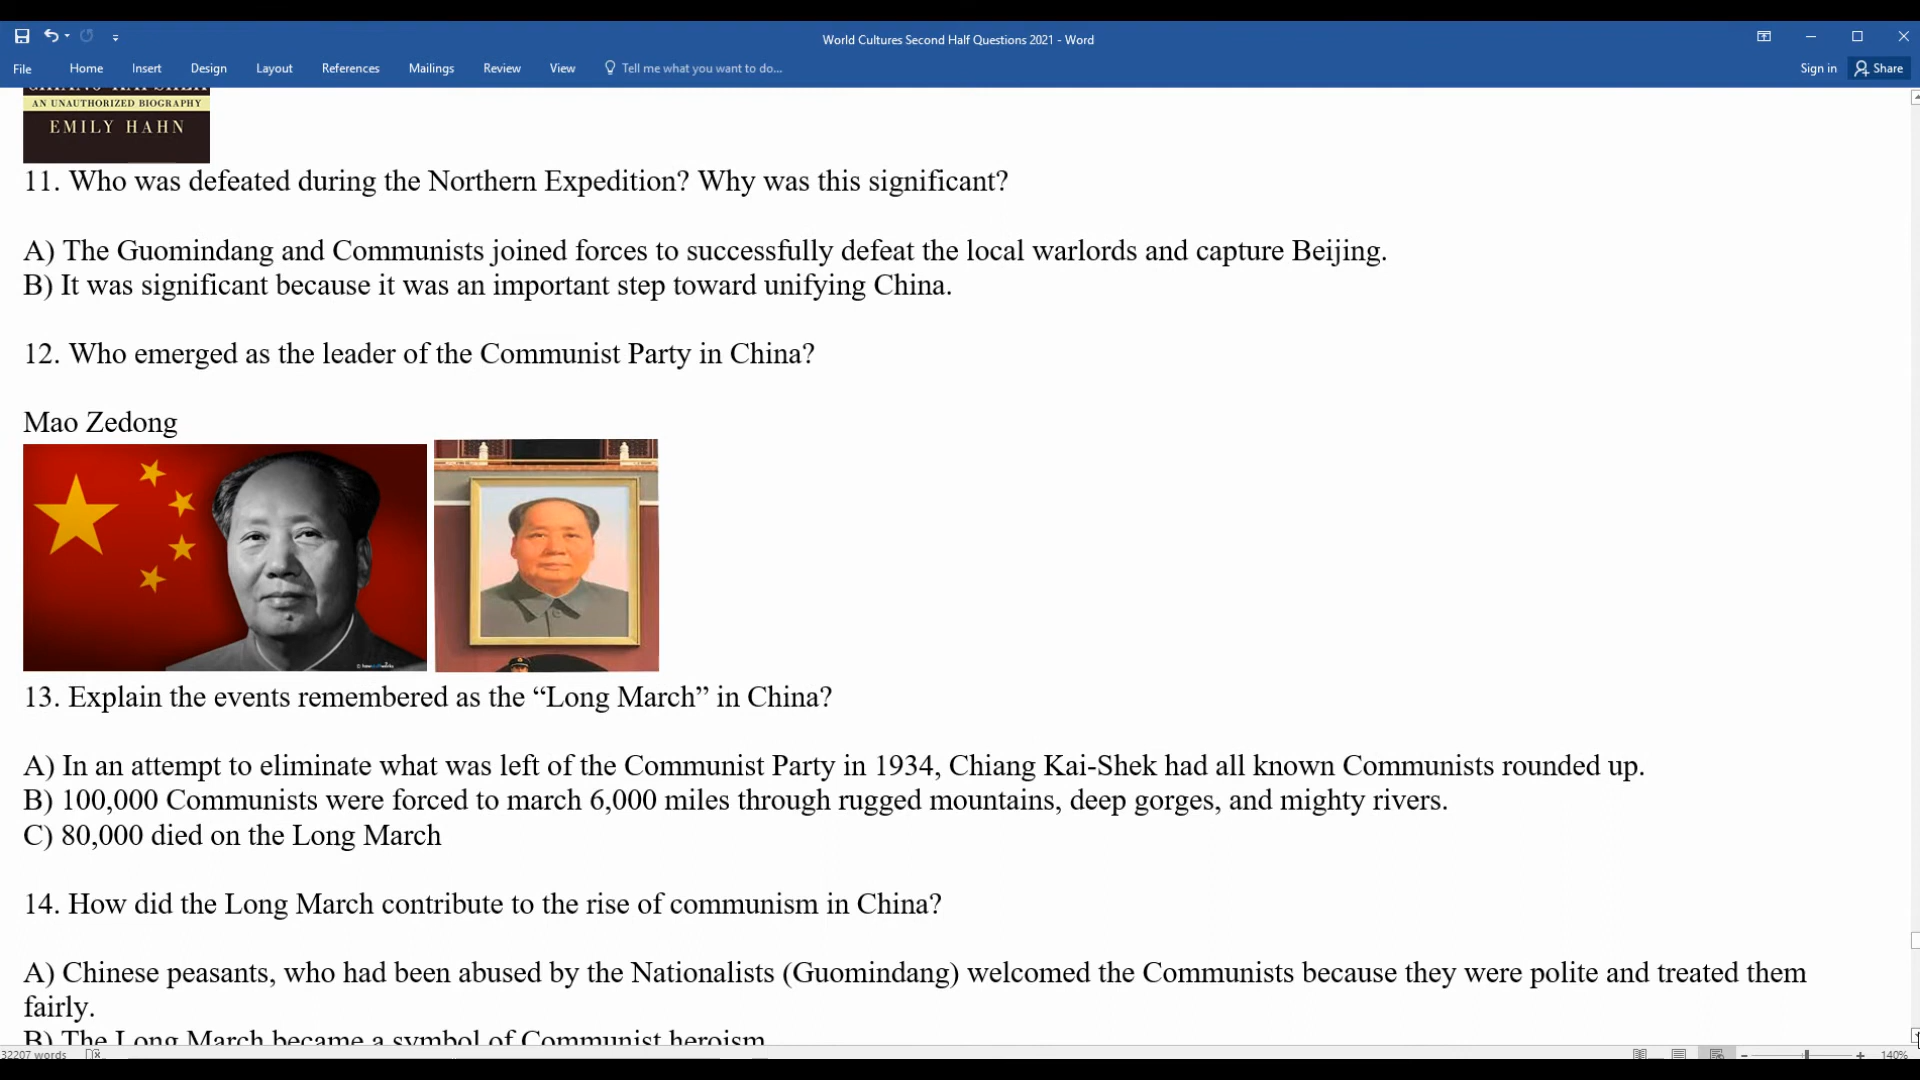 World Cultures Second Half Questions 2021 - Word
File Home Insert Design Layout References Mailings Review View Tell me what you want to do... Sign in Share
AN UNAUTHORIZED BIOGRAPHY
EMILY HAHN
11. Who was defeated during the Northern Expedition? Why was this significant?
A) The Guomindang and Communists joined forces to successfully defeat the local warlords and capture Beijing.
B) It was significant because it was an important step toward unifying China.
12. Who emerged as the leader of the Communist Party in China?
Mao Zedong
13. Explain the events remembered as the “Long March” in China?
A) In an attempt to eliminate what was left of the Communist Party in 1934, Chiang Kai-Shek had all known Communists rounded up.
B) 100,000 Communists were forced to march 6,000 miles through rugged mountains, deep gorges, and mighty rivers.
C) 80,000 died on the Long March
14. How did the Long March contribute to the rise of communism in China?
A) Chinese peasants, who had been abused by the Nationalists (Guomindang) welcomed the Communists because they were polite and treated them
fairly.
B) The Long March became a symbol of Communist heroism
32207 words
140%